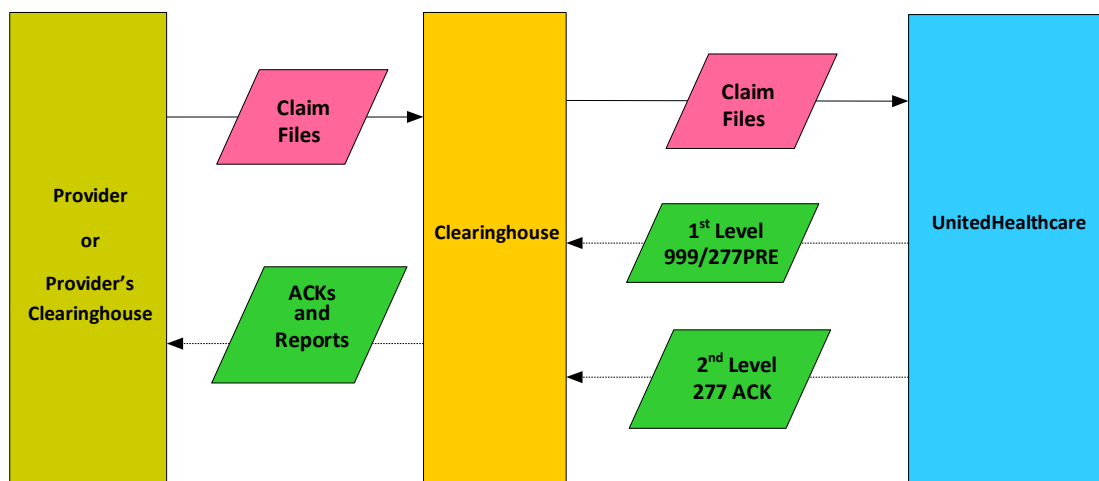 Provider
or
Provider’s
Clearinghouse
Claim
Files
ACKs
and
Reports
Clearinghouse
Claim
Files
1st Level
999/277PRE
2nd Level
277 ACK
UnitedHealthcare